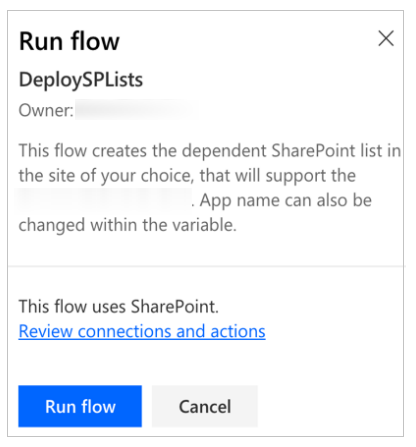 Run flow
DeploySPLists
Owner:
This flow creates the dependent SharePoint list in
the site of your choice, that will support the
. App name can also be
changed within the variable.
This flow uses SharePoint.
Review connections and actions
Run flow
Cancel